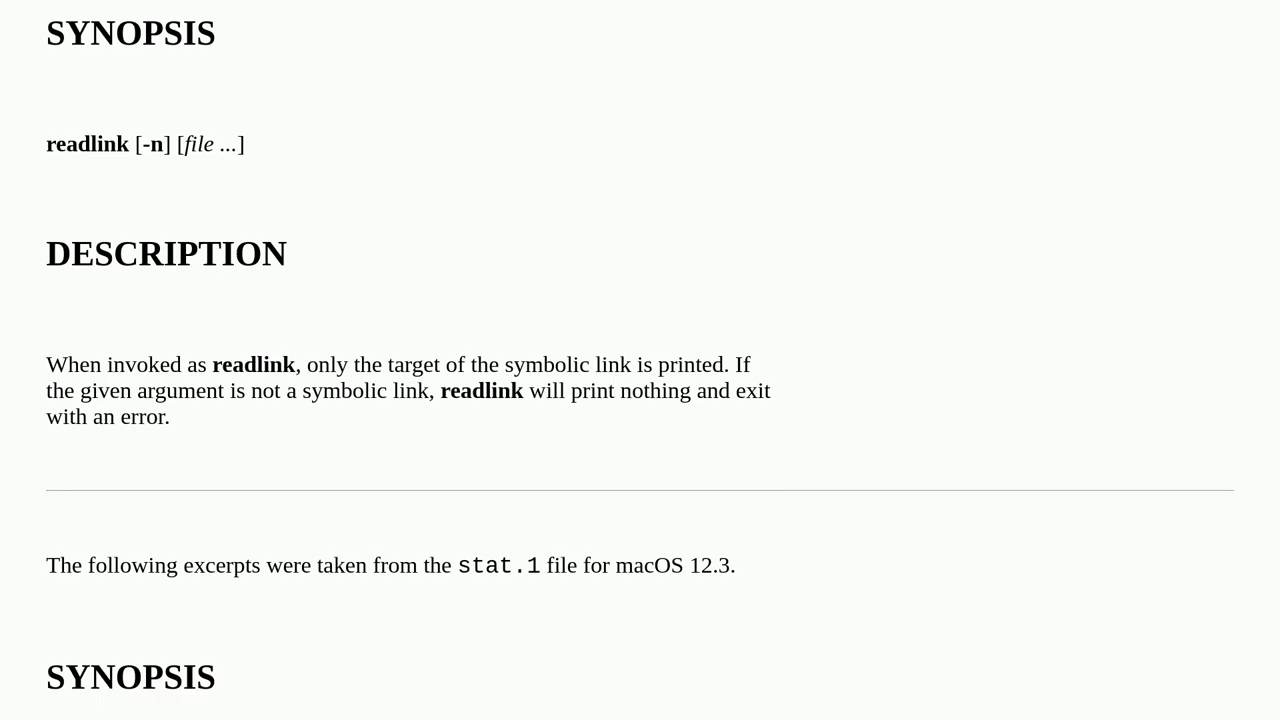 SYNOPSIS
readlink [-n] [file ...]
DESCRIPTION
When invoked as readlink, only the target of the symbolic link is printed. If
the given argument is not a symbolic link, readlink will print nothing and exit
with an error.
The following excerpts were taken from the stat.1 file for macOS 12.3.
SYNOPSIS